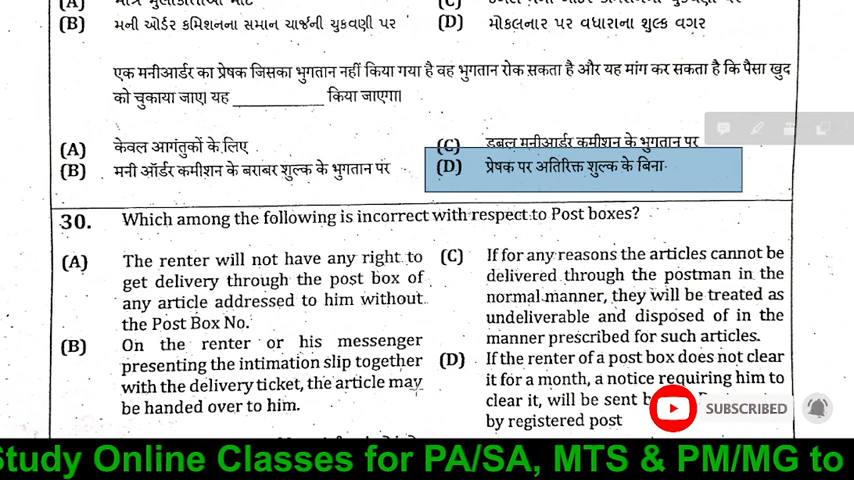 (A)
(C)
(B) મની ઓર્ડર કમિશનના સમાન ચાર્જની ચુકવણી પર
(D) મોકલનાર પર વધારાના શુલ્ક વગર
एक मनीआर्डर का प्रेषक जिसका भुगतान नहीं किया गया है वह भुगतान रोक सकता है और यह मांग कर सकता है कि पैसा खुद
को चुकाया जाए। यह __________ किया जाएगा।
(A) केवल आगंतुकों के लिए
(C) डबल मनीआर्डर कमीशन के भुगतान पर
(B) मनी ऑर्डर कमीशन के बराबर शुल्क के भुगतान पर
(D) प्रेषक पर अतिरिक्त शुल्क के बिना
30. Which among the following is incorrect with respect to Post boxes?
(A) The renter will not have any right to
get delivery through the post box of
any article addressed to him without
the Post Box No.
(B) On the renter or his messenger
presenting the intimation slip together
with the delivery ticket, the article may
be handed over to him.
(C) If for any reasons the articles cannot be
delivered through the postman in the
normal manner, they will be treated as
undeliverable and disposed of in the
manner prescribed for such articles.
(D) If the renter of a post box does not clear
it for a month, a notice requiring him to
clear it, will be sent
by registered post
SUBSCRIBED
Study Online Classes for PA/SA, MTS & PM/MG to